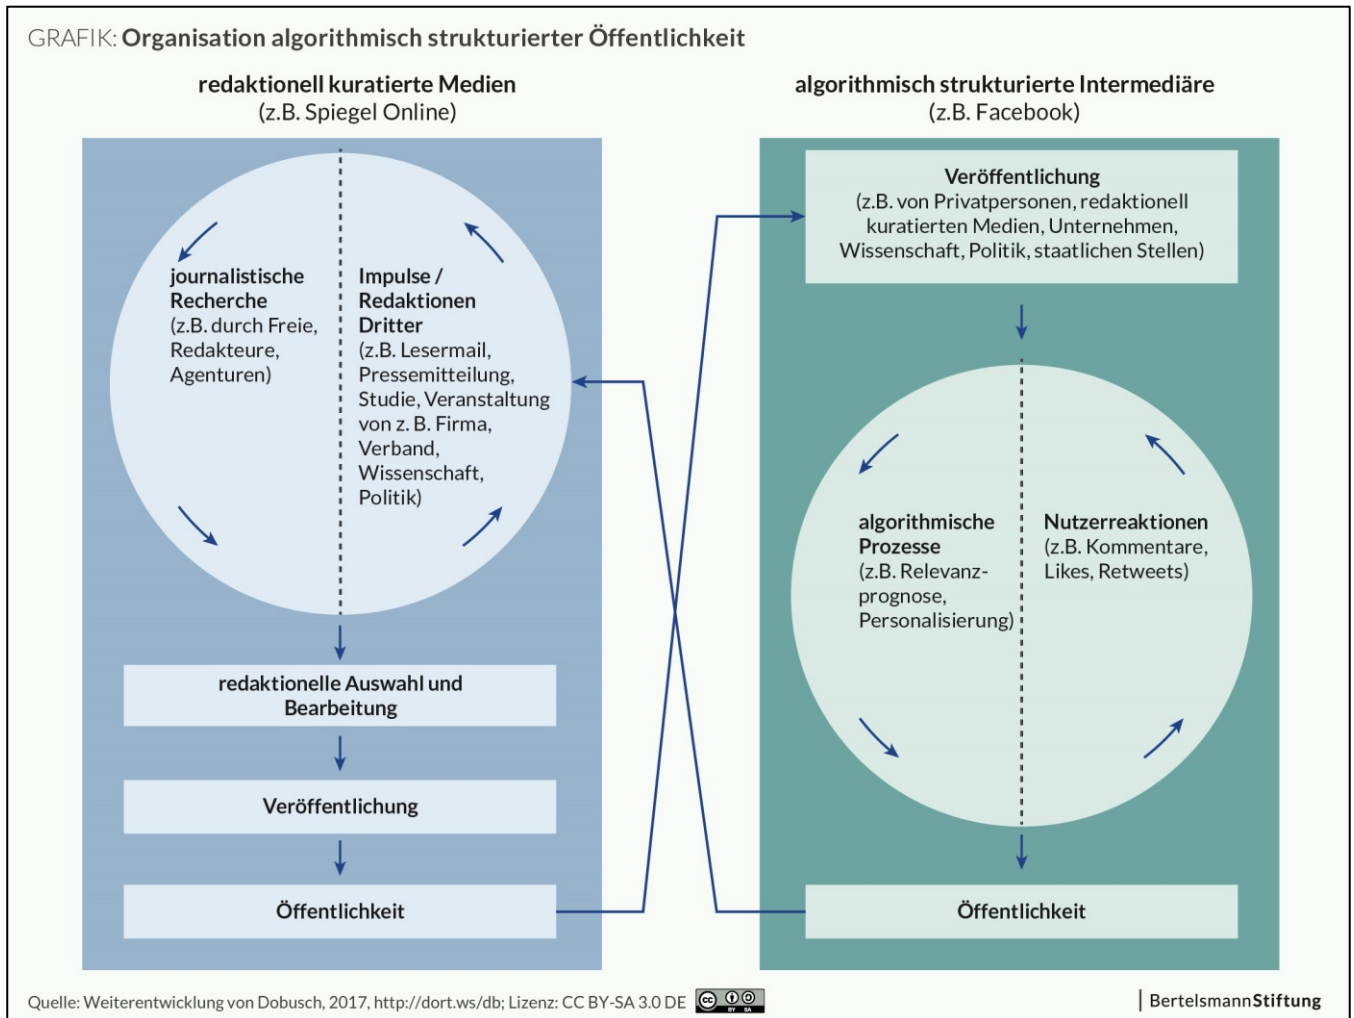 GRAFIK: Organisation algorithmisch strukturierter Öffentlichkeit
redaktionell kuratierte Medien
(z.B. Spiegel Online)
journalistische
Recherche
(z.B. durch Freie,
Redakteure,
Agenturen)
Impulse /
Redaktionen
Dritter
(z.B. Lesermail,
Pressemitteilung,
Studie, Veranstaltung
von z. B. Firma,
Verband,
Wissenschaft,
Politik)
redaktionelle Auswahl und
Bearbeitung
Veröffentlichung
Öffentlichkeit
algorithmisch strukturierte Intermediäre
(z.B. Facebook)
Veröffentlichung
(z.B. von Privatpersonen, redaktionell
kuratierten Medien, Unternehmen,
Wissenschaft, Politik, staatlichen Stellen)
algorithmische
Prozesse
(z.B. Relevanz-
prognose,
Personalisierung)
Nutzerreaktionen
(z.B. Kommentare,
Likes, Retweets)
Öffentlichkeit
Quelle: Weiterentwicklung von Dobusch, 2017, http://dort.ws/db; Lizenz: CC BY-SA 3.0 DE
cc BY SA
BertelsmannStiftung